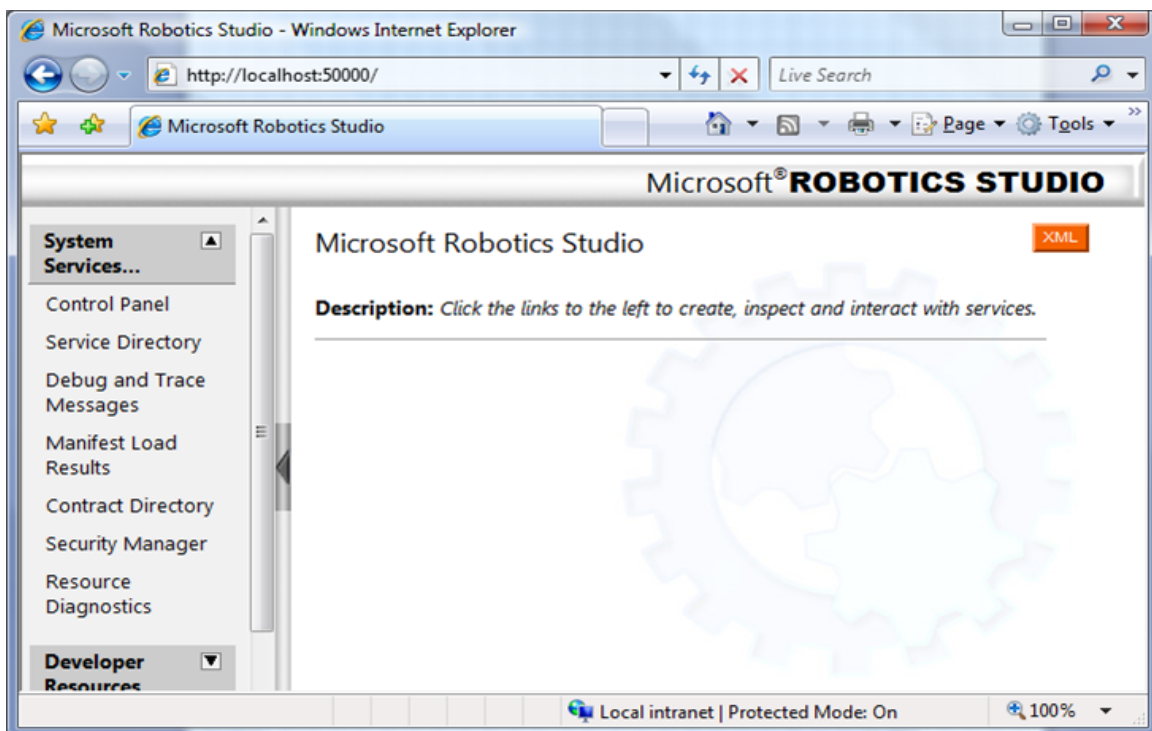 Microsoft Robotics Studio - Windows Internet Explorer
http://localhost:50000/
Live Search
Microsoft Robotics Studio
Page
Tools
Microsoft®ROBOTICS STUDIO
System
Services...
Control Panel
Service Directory
Debug and Trace
Messages
Manifest Load
Results
Contract Directory
Security Manager
Resource
Diagnostics
Developer
Resources
Microsoft Robotics Studio
XML
Description: Click the links to the left to create, inspect and interact with services.
Local intranet | Protected Mode: On
100%